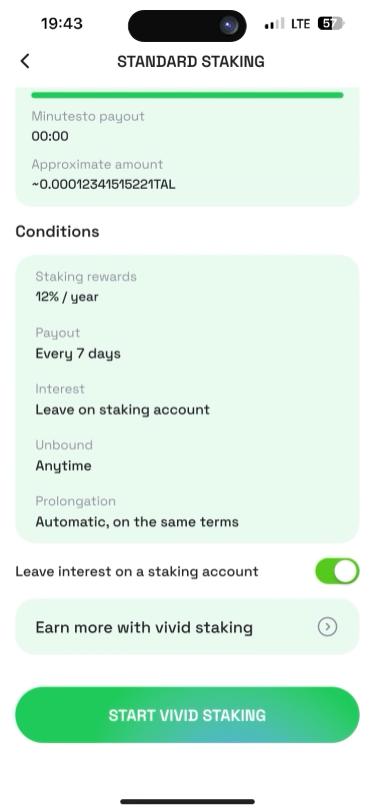 19:43
LTE
57
STANDARD STAKING
Minutesto payout
00:00
Approximate amount
~0.00012341515221TAL
Conditions
Staking rewards
12% / year
Payout
Every 7 days
Interest
Leave on staking account
Unbound
Anytime
Prolongation
Automatic, on the same terms
Leave interest on a staking account
Earn more with vivid staking
START VIVID STAKING